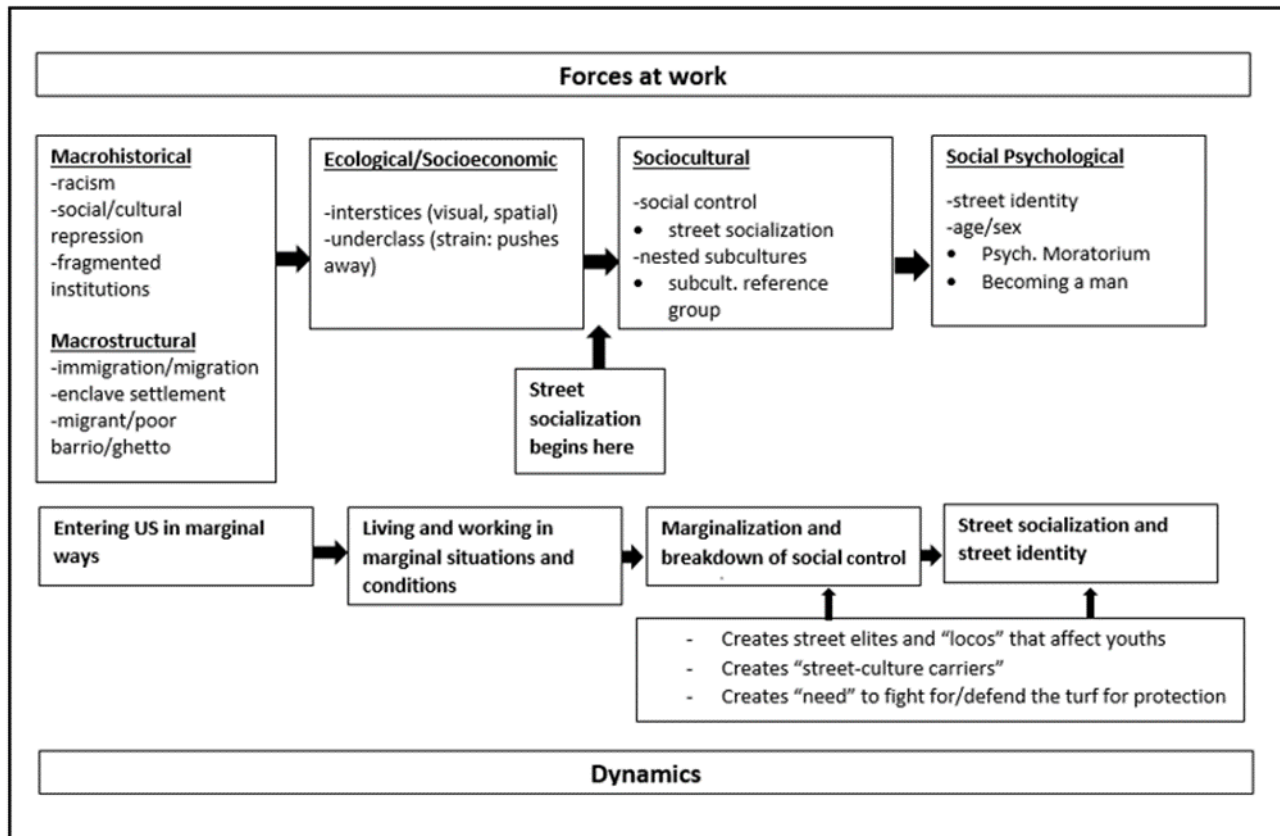 Forces at work
Macrohistorical
-racism
-social/cultural
repression
-fragmented
institutions
Macrostructural
-immigration/migration
-enclave settlement
-migrant/poor
barrio/ghetto
Ecological/Socioeconomic
-interstices (visual, spatial)
-underclass (strain: pushes
away)
Sociocultural
-social control
• street socialization
-nested subcultures
• subcult. reference
group
Social Psychological
-street identity
-age/sex
• Psych. Moratorium
• Becoming a man
Street
socialization
begins here
Entering US in marginal
ways
Living and working in
marginal situations and
conditions
Marginalization and
breakdown of social control
Street socialization and
street identity
- Creates street elites and “locos” that affect youths
- Creates “street-culture carriers”
- Creates “need” to fight for/defend the turf for protection
Dynamics